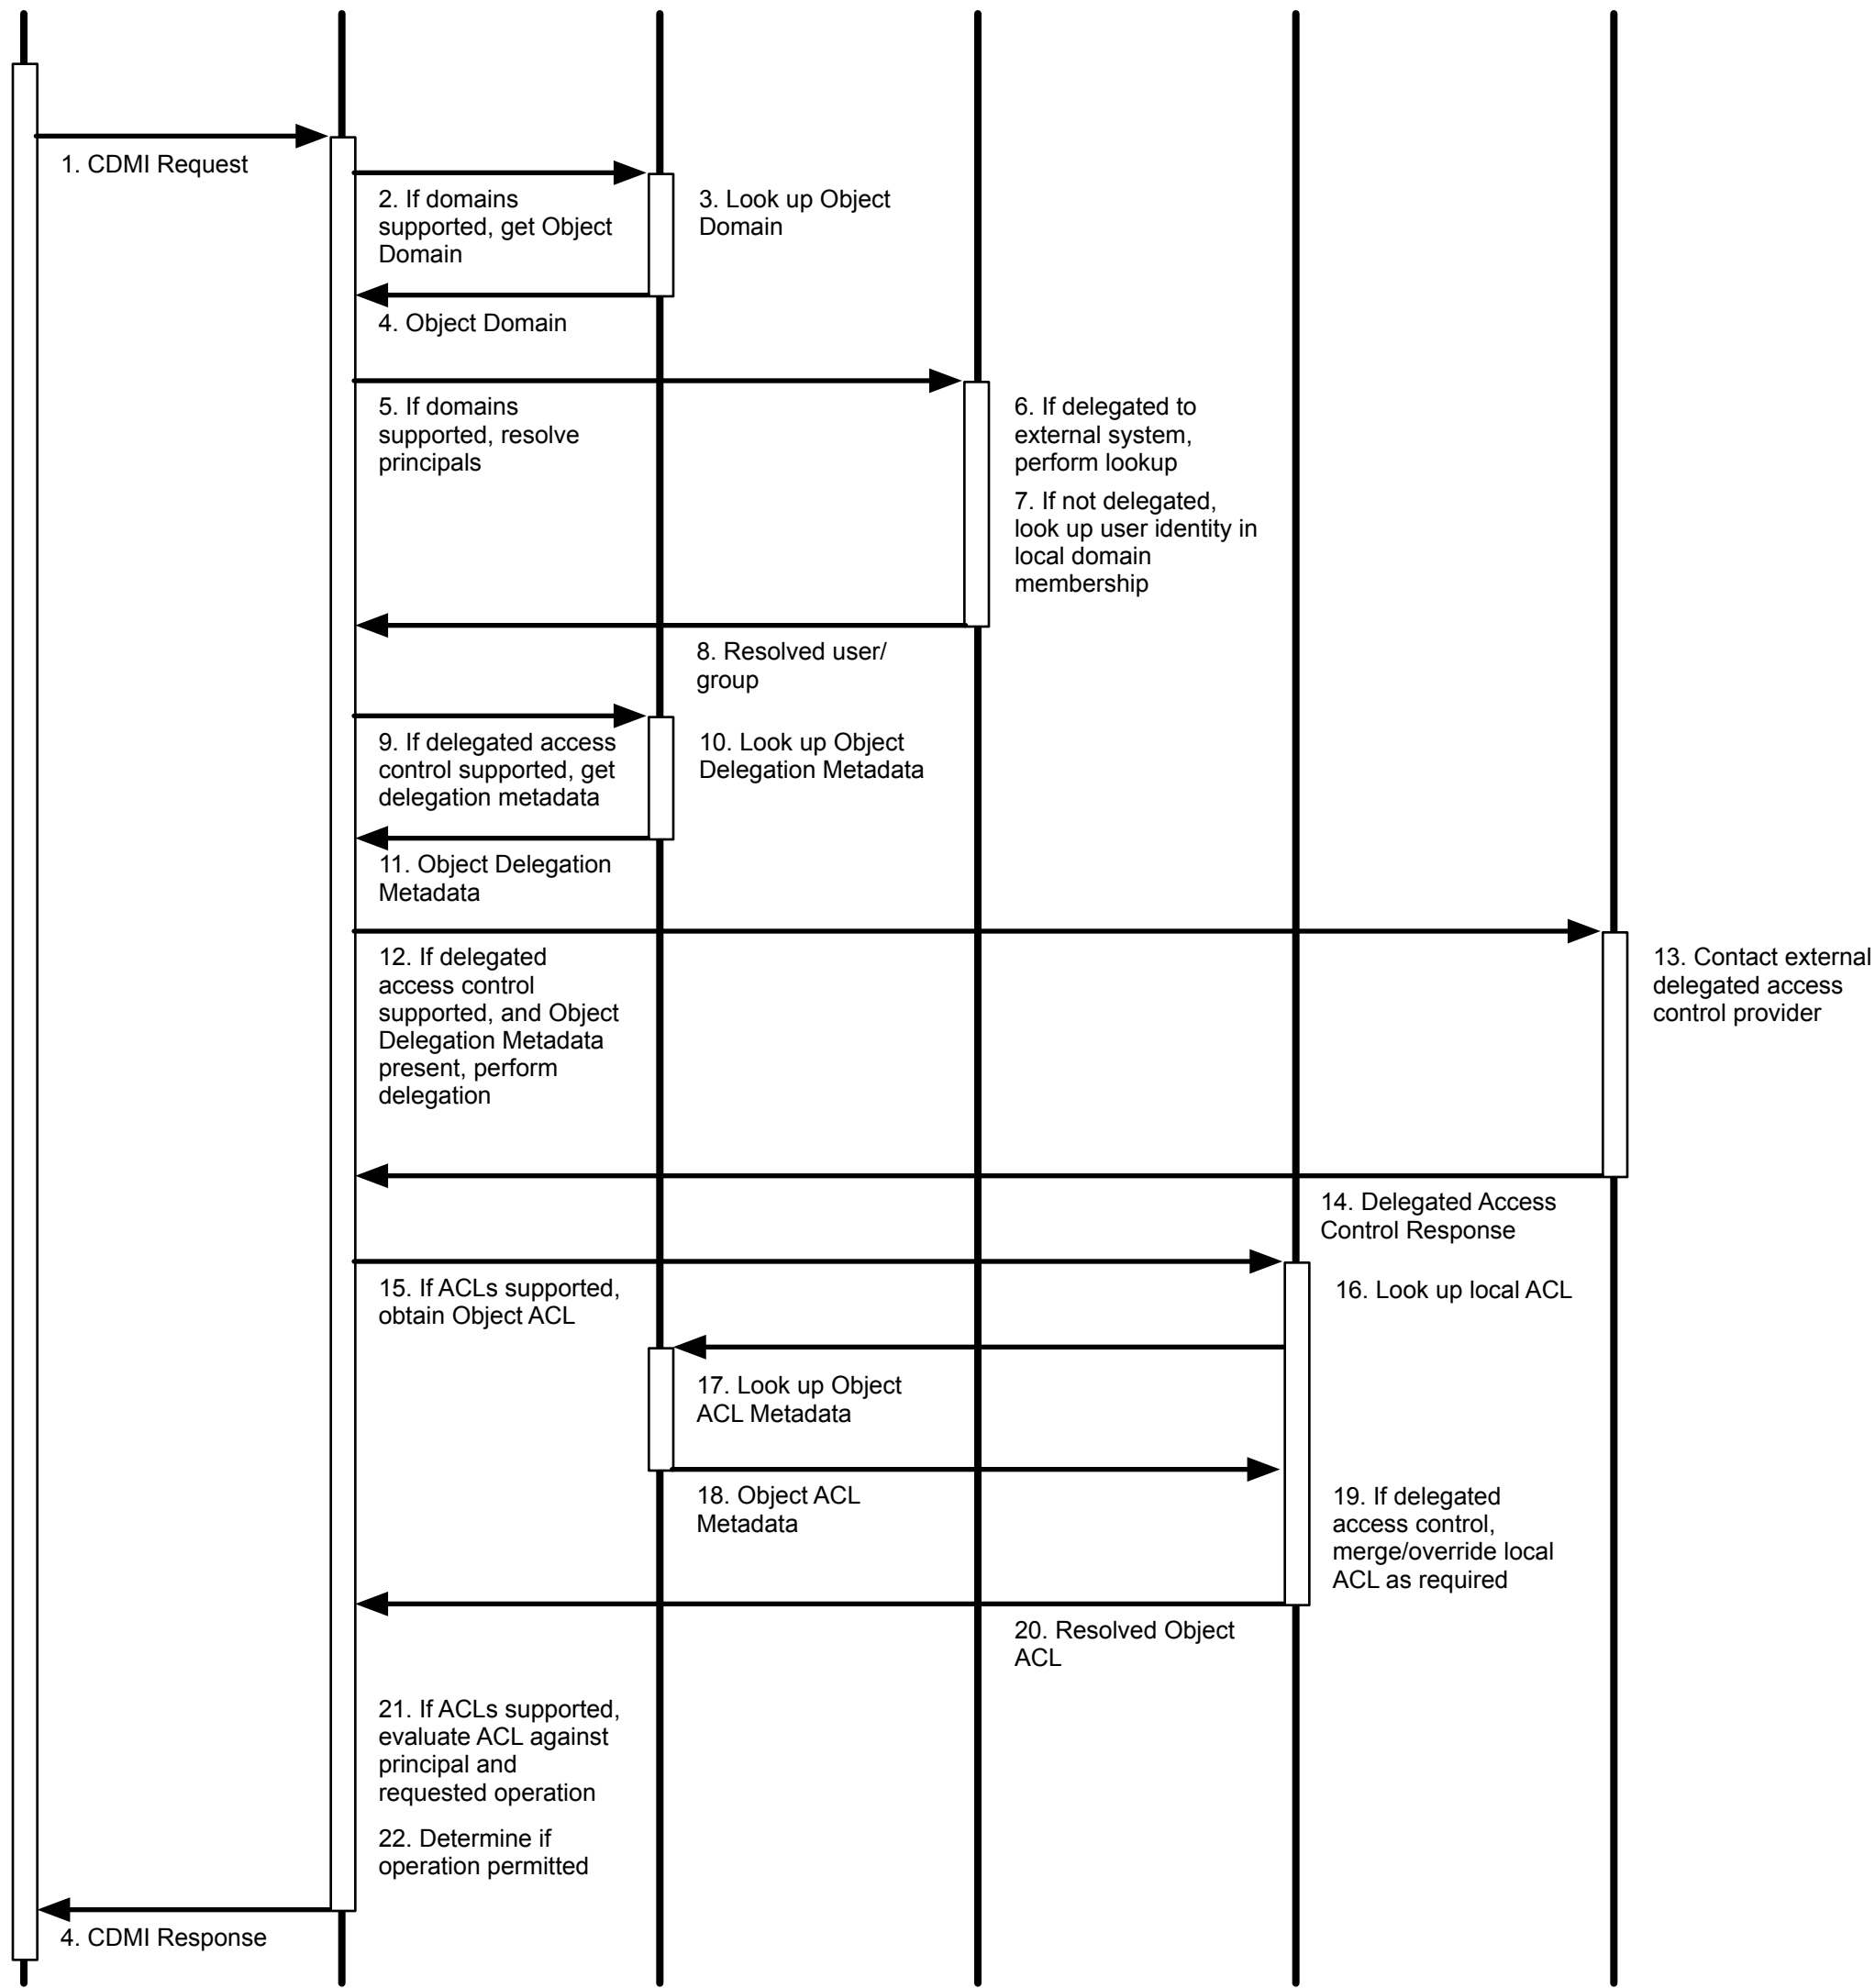 1. CDMI Request
2. If domains
supported, get Object
Domain
3. Look up Object
Domain
4. Object Domain
5. If domains
supported, resolve
principals
6. If delegated to
external system,
perform lookup
7. If not delegated,
look up user identity in
local domain
membership
8. Resolved user/
group
9. If delegated access
control supported, get
delegation metadata
10. Look up Object
Delegation Metadata
11. Object Delegation
Metadata
12. If delegated
access control
supported, and Object
Delegation Metadata
present, perform
delegation
13. Contact external
delegated access
control provider
14. Delegated Access
Control Response
15. If ACLs supported,
obtain Object ACL
16. Look up local ACL
17. Look up Object
ACL Metadata
18. Object ACL
Metadata
19. If delegated
access control,
merge/override local
ACL as required
20. Resolved Object
ACL
21. If ACLs supported,
evaluate ACL against
principal and
requested operation
22. Determine if
operation permitted
4. CDMI Response